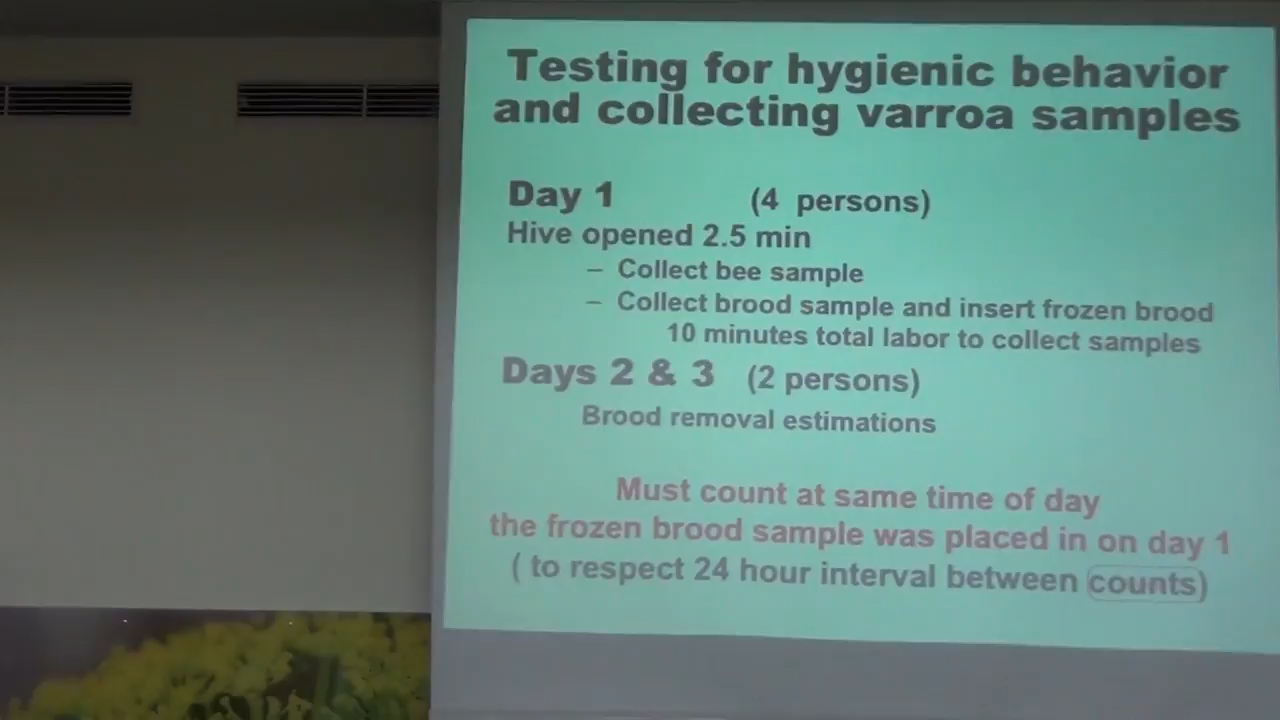 Testing for hygienic behavior
and collecting varroa samples
Day 1 (4 persons)
Hive opened 2.5 min
– Collect bee sample
– Collect brood sample and insert frozen brood
10 minutes total labor to collect samples
Days 2 & 3 (2 persons)
Brood removal estimations
Must count at same time of day
the frozen brood sample was placed in on day 1
( to respect 24 hour interval between counts)